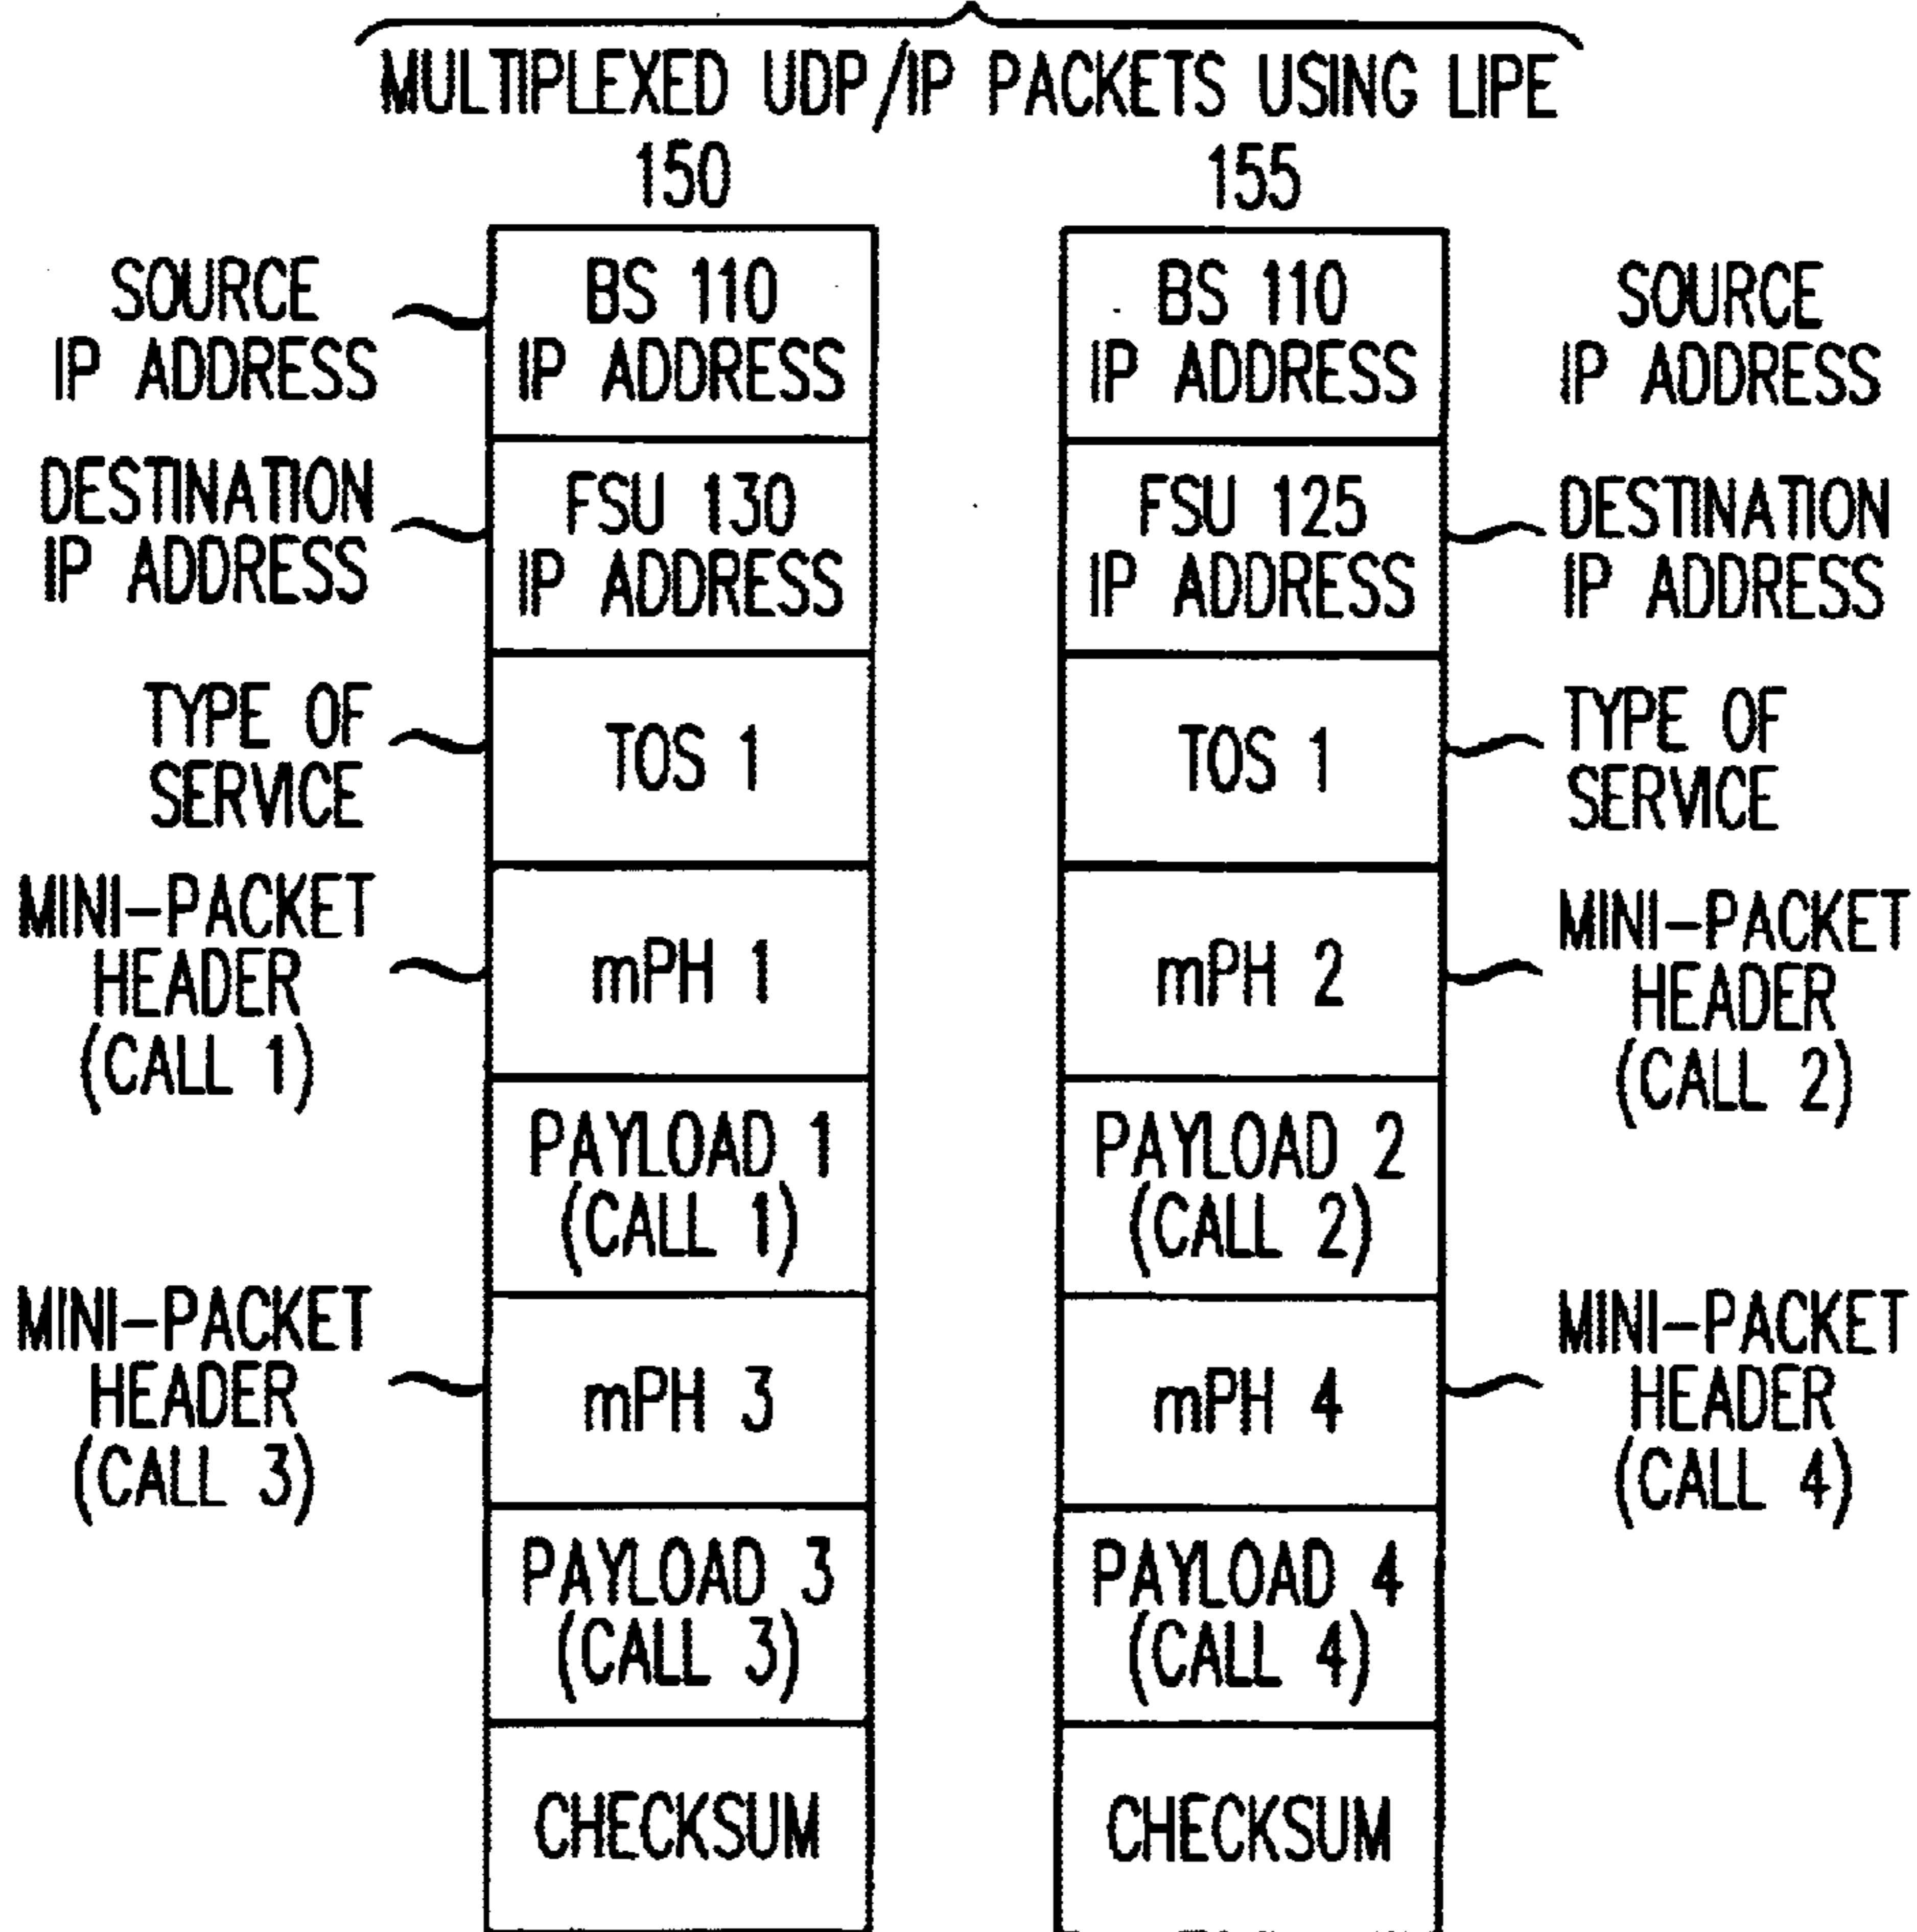 MULTIPLEXED UDP/IP PACKETS USING LIPE
150
155
SOURCE
IP ADDRESS
BS 110
IP ADDRESS
BS 110
IP ADDRESS
SOURCE
IP ADDRESS
DESTINATION
IP ADDRESS
FSU 130
IP ADDRESS
FSU 125
IP ADDRESS
DESTINATION
IP ADDRESS
TYPE OF
SERVICE
TOS 1
TOS 1
TYPE OF
SERVICE
MINI-PACKET
HEADER
(CALL 1)
mPH 1
mPH 2
MINI-PACKET
HEADER
(CALL 2)
PAYLOAD 1
(CALL 1)
PAYLOAD 2
(CALL 2)
MINI-PACKET
HEADER
(CALL 3)
mPH 3
mPH 4
MINI-PACKET
HEADER
(CALL 4)
PAYLOAD 3
(CALL 3)
PAYLOAD 4
(CALL 4)
CHECKSUM
CHECKSUM